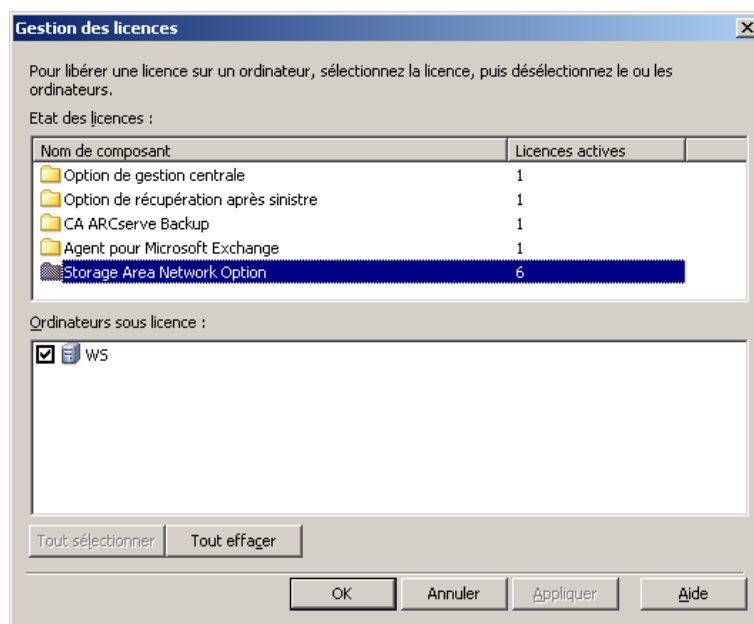 Gestion des licences
Pour libérer une licence sur un ordinateur, sélectionnez la licence, puis désélectionnez le ou les
ordinateurs.
Etat des licences :
Nom de composant Licences actives
Option de gestion centrale 1
Option de récupération après sinistre 1
CA ARCserve Backup 1
Agent pour Microsoft Exchange 1
Storage Area Network Option 6
Ordinateurs sous licence :
WS
Tout sélectionner Tout effacer
OK Annuler Appliquer Aide